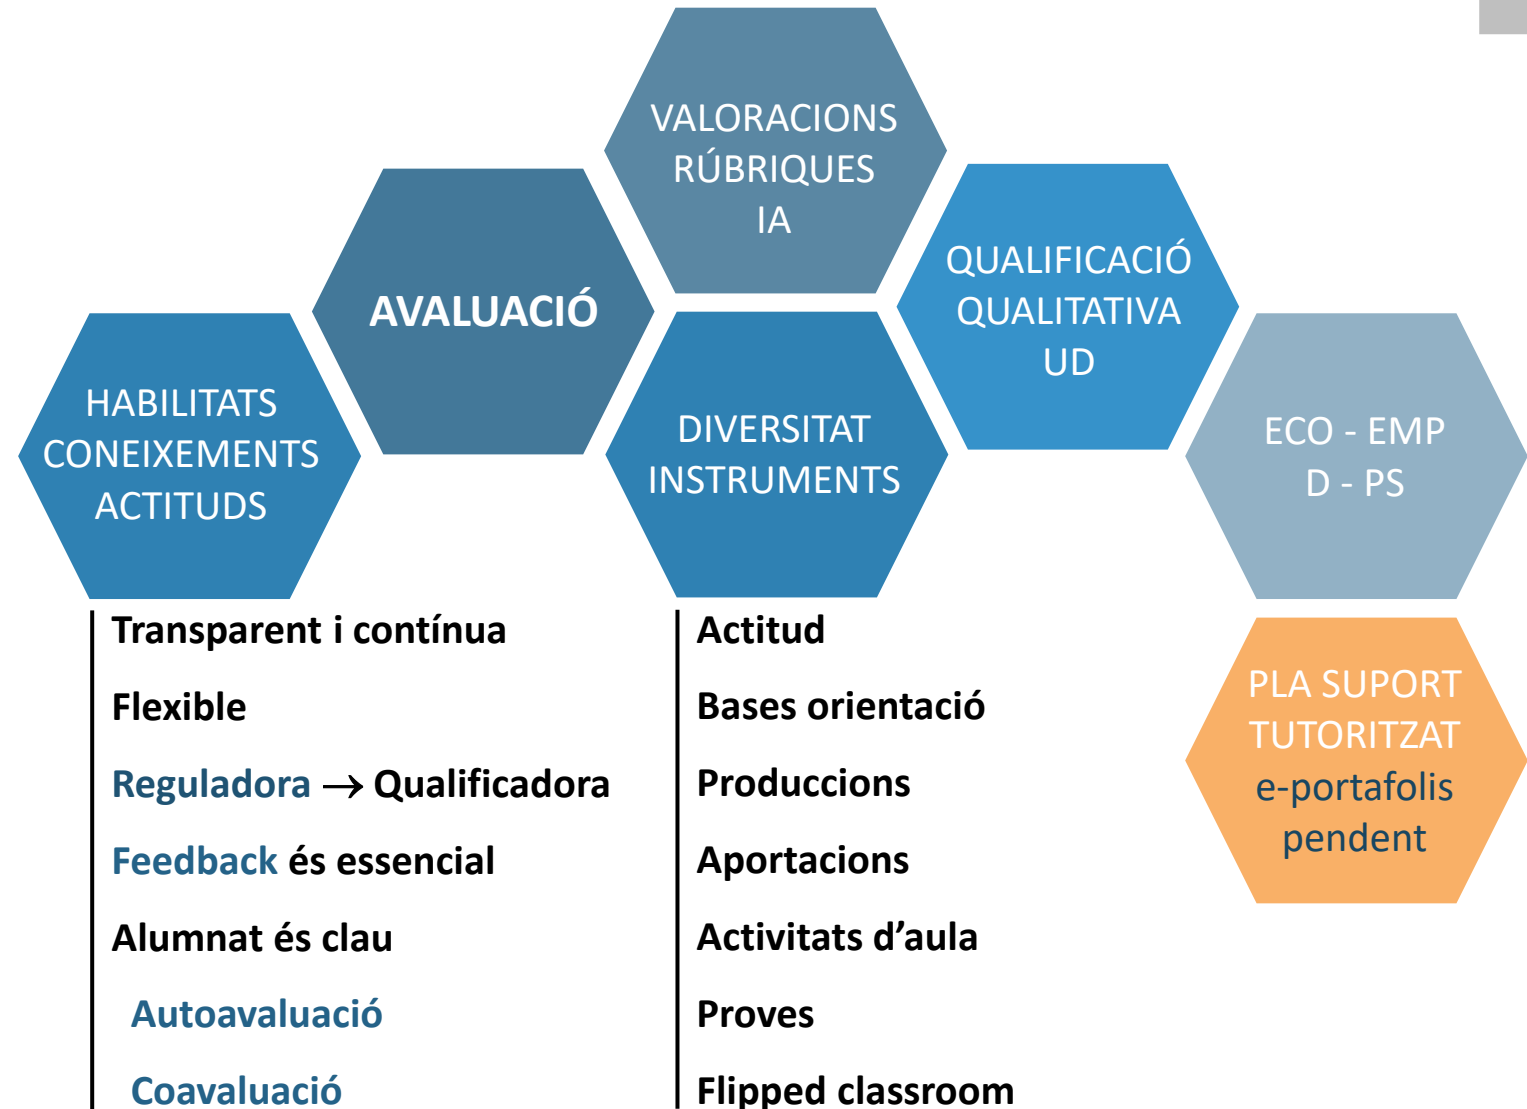 VALORACIONS
RÚBRIQUES
IA
AVALUACIÓ
QUALIFICACIÓ
QUALITATIVA
UD
HABILITATS
CONEIXEMENTS
ACTITUDS
DIVERSITAT
INSTRUMENTS
ECO - EMP
D - PS
PLA SUPORT
TUTORITZAT
e-portafolis
pendent
Transparent i contínua
Flexible
Reguladora → Qualificadora
Feedback és essencial
Alumnat és clau
Autoavaluació
Coavaluació
Actitud
Bases orientació
Produccions
Aportacions
Activitats d’aula
Proves
Flipped classroom